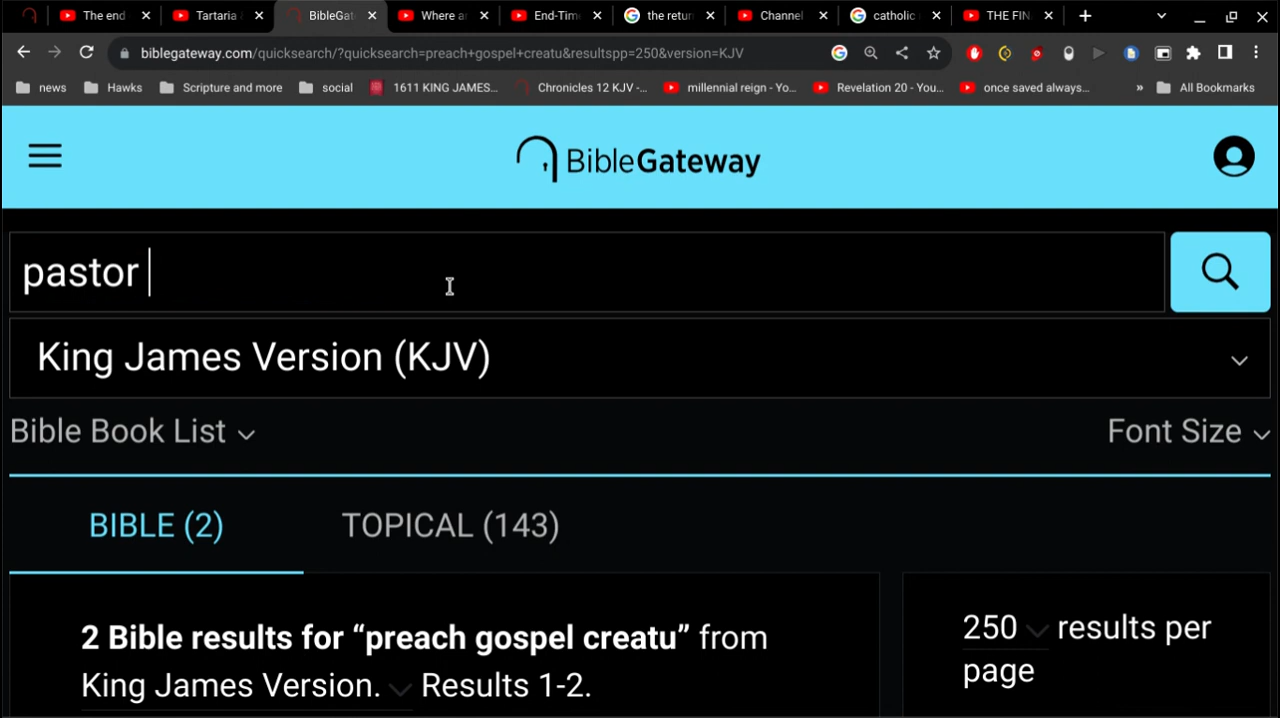 The end
Tartaria
BibleGat
Where a
End-Tim
the retur
Channel
catholic
THE FIN
biblegateway.com/quicksearch/?quicksearch=preach+gospel+creatu&resultspp=250&version=KJV
news
Hawks
Scripture and more
social
1611 KING JAMES...
Chronicles 12 KJV -...
millennial reign - Yo...
Revelation 20 - You...
once saved always...
»
All Bookmarks
BibleGateway
pastor
King James Version (KJV)
Bible Book List
Font Size
BIBLE (2)
TOPICAL (143)
2 Bible results for “preach gospel creatu” from
King James Version. Results 1-2.
250 results per
page